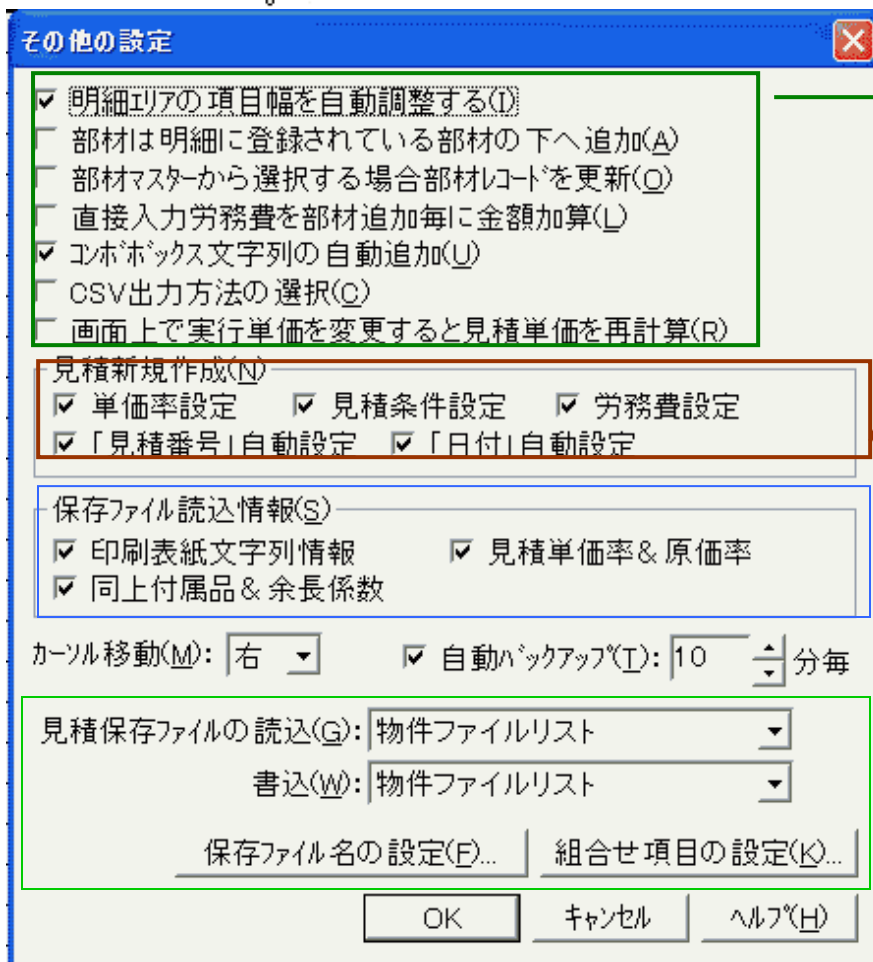 その他の設定
明細ｴﾘｱの項目幅を自動調整する(I)
部材は明細に登録されている部材の下へ追加(A)
部材ﾏｽﾀｰから選択する場合部材ﾚｺｰﾄﾞを更新(O)
直接入力労務費を部材追加毎に金額加算(L)
ｺﾝﾎﾞﾎﾞｯｸｽ文字列の自動追加(U)
CSV出力方法の選択(C)
画面上で実行単価を変更すると見積単価を再計算(R)
見積新規作成(N)
単価率設定 見積条件設定 労務費設定
「見積番号」自動設定 「日付」自動設定
保存ﾌｧｲﾙ読込情報(S)
印刷表紙文字列情報 見積単価率＆原価率
同上付属品＆余長係数
ｶｰｿﾙ移動(M): 右 自動ﾊﾞｯｸｱｯﾌﾟ(T): 10 分毎
見積保存ﾌｧｲﾙの読込(G): 物件ファイルリスト
書込(W): 物件ファイルリスト
保存ﾌｧｲﾙ名の設定(F)... 組合せ項目の設定(K)...
OK ｷｬﾝｾﾙ ﾍﾙﾌﾟ(H)